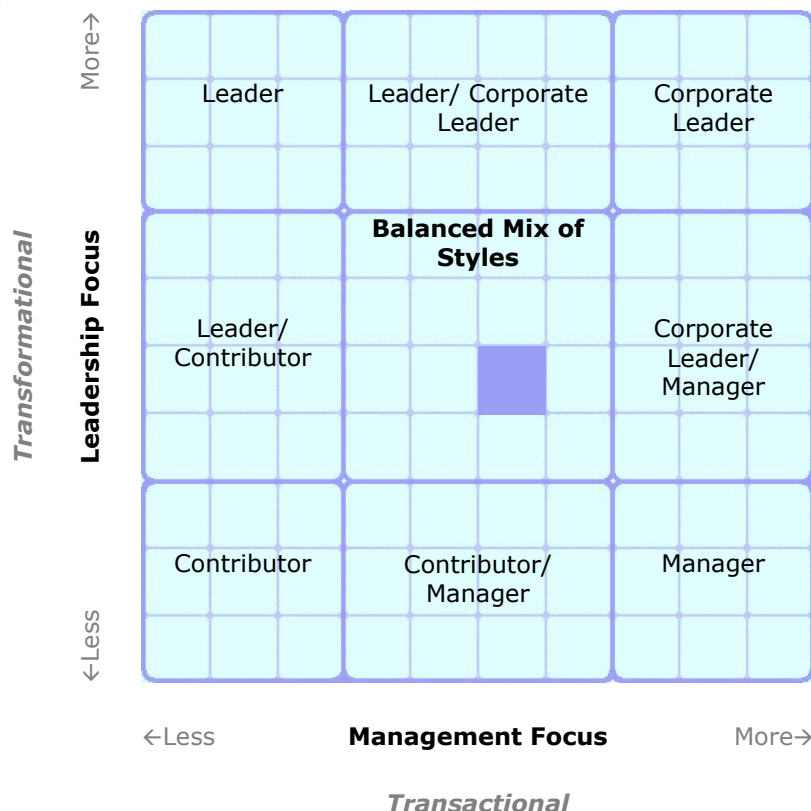 More→
Leader
Leader/ Corporate
Leader
Corporate
Leader
Transformational
Leadership Focus
Balanced Mix of
Styles
Leader/
Contributor
Corporate
Leader/
Manager
Contributor
Contributor/
Manager
Manager
←Less
←Less
Management Focus
More→
Transactional